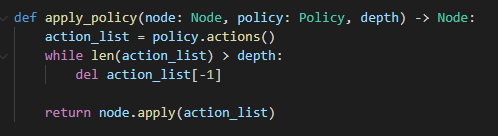 def apply_policy(node: Node, policy: Policy, depth) -> Node:
    action_list = policy.actions()
    while len(action_list) > depth:
        del action_list[-1]

    return node.apply(action_list)